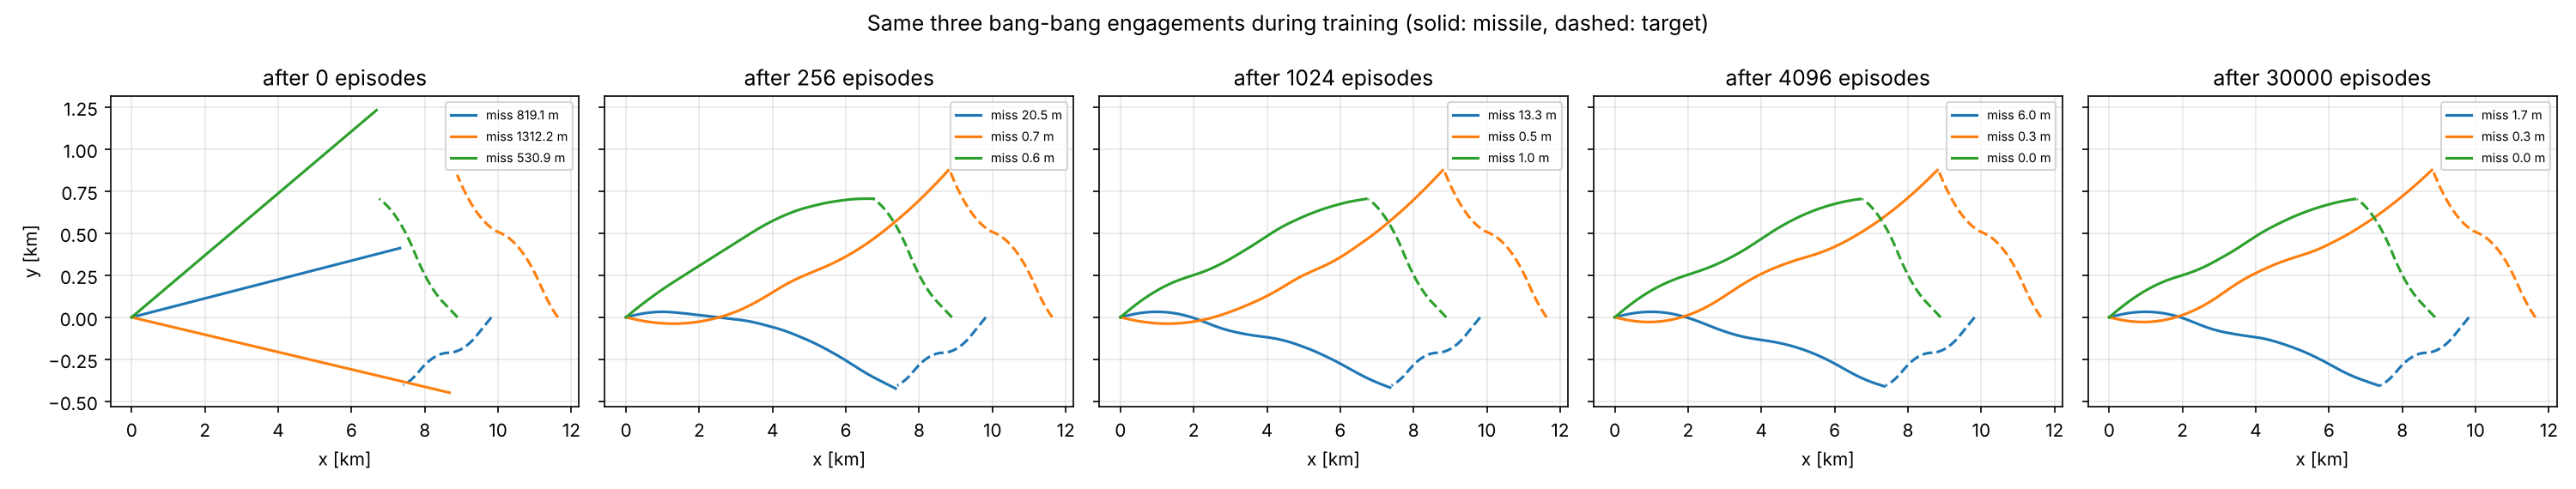 Same three bang-bang engagements during training (solid: missile, dashed: target)
after 0 episodes
miss 819.1 m
miss 1312.2 m
miss 530.9 m
1.25
1.00
0.75
0.50
0.25
0.00
−0.25
−0.50
y [km]
0 2 4 6 8 10 12
x [km]
after 256 episodes
miss 20.5 m
miss 0.7 m
miss 0.6 m
0 2 4 6 8 10 12
x [km]
after 1024 episodes
miss 13.3 m
miss 0.5 m
miss 1.0 m
0 2 4 6 8 10 12
x [km]
after 4096 episodes
miss 6.0 m
miss 0.3 m
miss 0.0 m
0 2 4 6 8 10 12
x [km]
after 30000 episodes
miss 1.7 m
miss 0.3 m
miss 0.0 m
0 2 4 6 8 10 12
x [km]